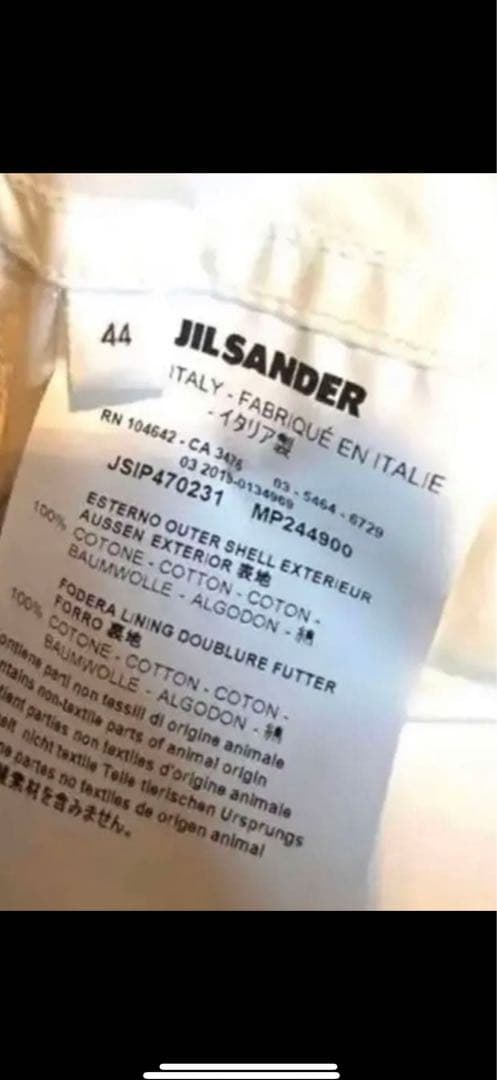 44
JILSANDER
ITALY - FABRIQUÉ EN ITALIE
- イタリア製
RN 104642 - CA 3476 03 - 5464 - 6729
03 2015-0134969
JSIP470231 MP244900
ESTERNO OUTER SHELL EXTERIEUR
AUSSEN EXTERIOR 表地
100% COTONE - COTTON - COTON -
BAUMWOLLE - ALGODON - 綿
FODERA LINING DOUBLURE FUTTER
FORRO 裏地
100% COTONE - COTTON - COTON -
BAUMWOLLE - ALGODON - 綿
parti non tessili di origine animale
non-textile parts of animal origin
parties non textiles d'origine animale
nicht textile Teile tierischen Ursprungs
partes no textiles de origen animal
素材を含みません。